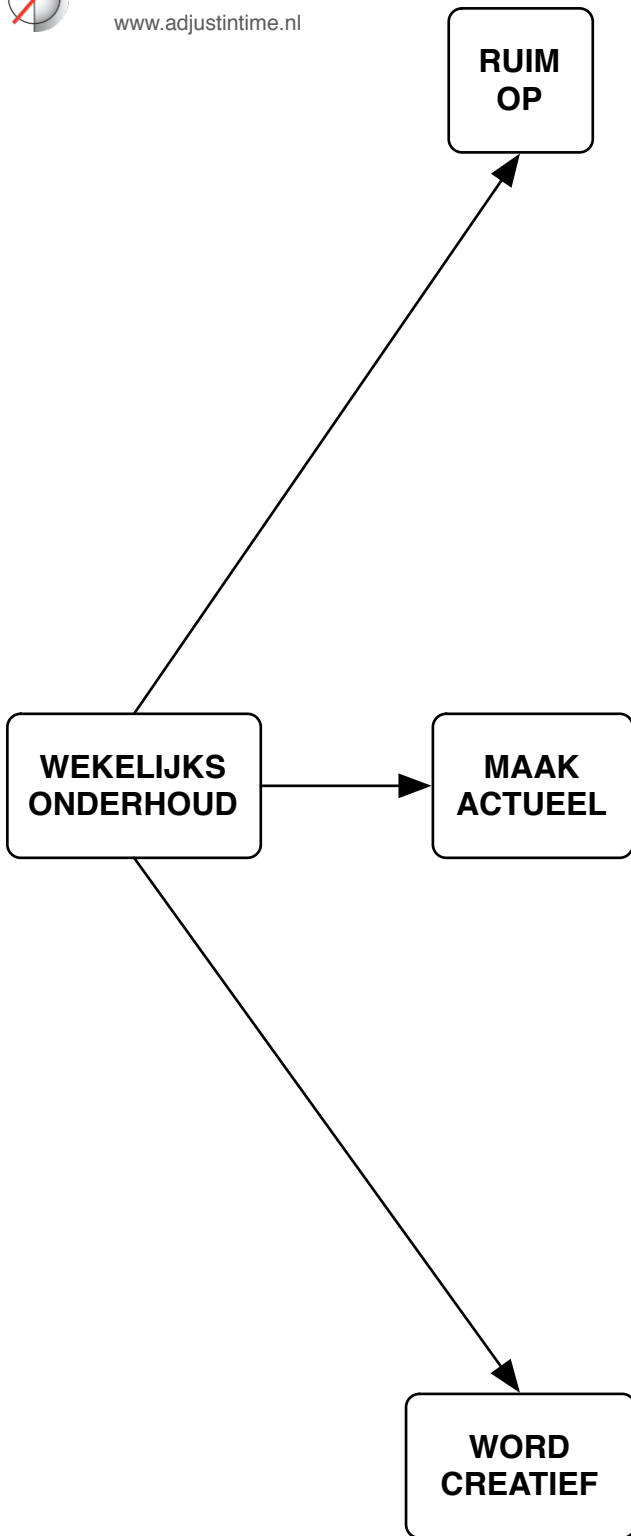 www.adjustintime.nl
RUIM
OP
WEKELIJKS
ONDERHOUD
MAAK
ACTUEEL
WORD
CREATIEF